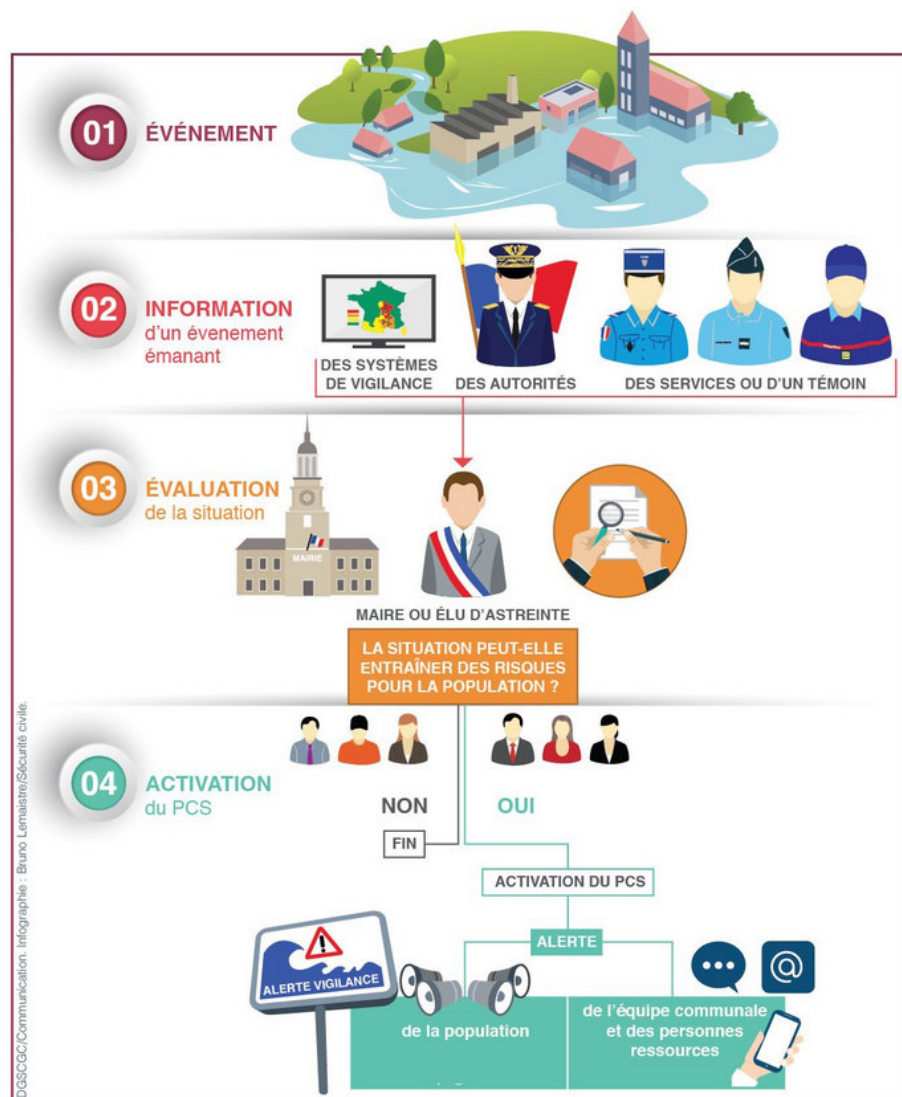 01
ÉVÉNEMENT
02
INFORMATION
d'un évenement
émanant
DES SYSTÈMES
DE VIGILANCE
DES AUTORITÉS
DES SERVICES OU D'UN TÉMOIN
03
ÉVALUATION
de la situation
MAIRIE
MAIRE OU ÉLU D'ASTREINTE
LA SITUATION PEUT-ELLE
ENTRAÎNER DES RISQUES
POUR LA POPULATION ?
04
ACTIVATION
du PCS
NON
OUI
FIN
ACTIVATION DU PCS
ALERTE
ALERTE VIGILANCE
@
de la population
de l'équipe communale
et des personnes
ressources
DGSCGC/Communication. Infographie : Bruno Lemaistre/Sécurité civile.